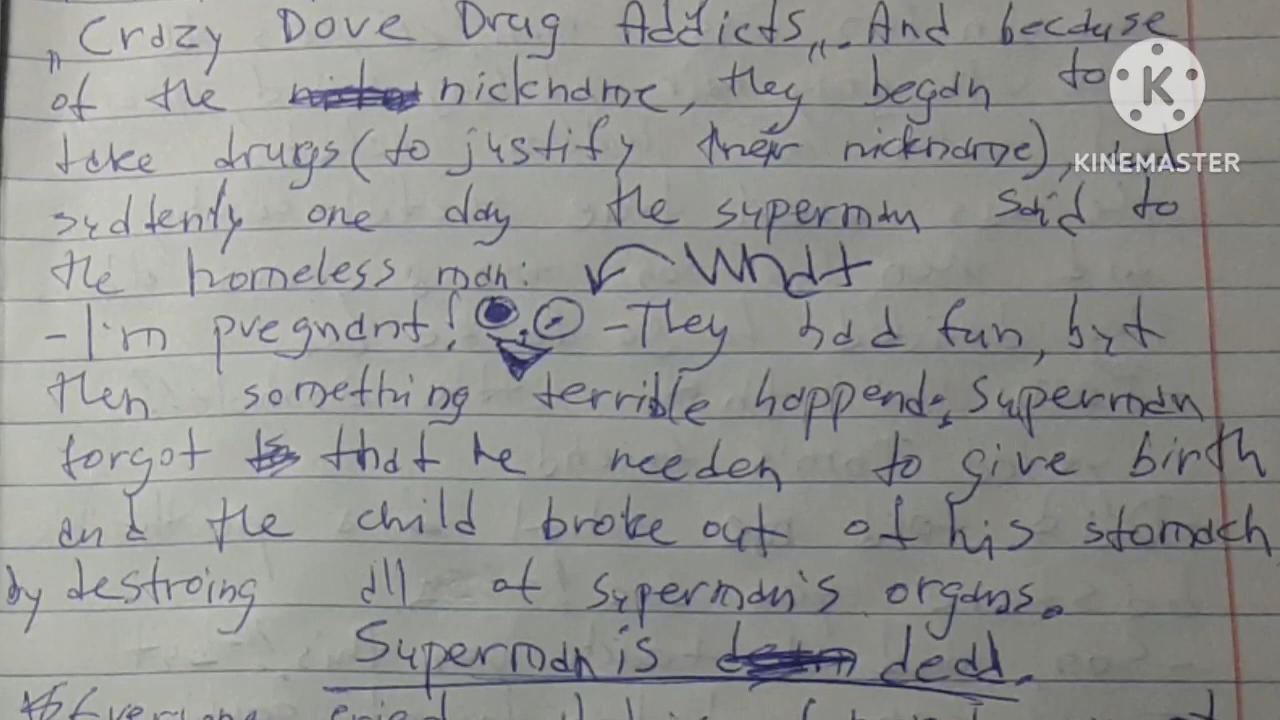 „Crazy Dove Drug Addicts„. And because
of the nickname, they began to
take drugs (to justify their nickname),
suddenly one day the superman said to
the homeless man: What
- I'm pregnant! - They had fun, but
then something terrible happend: Superman
forgot that he needen to give birth
and the child broke out of his stomach
by destroing all of superman's organs.
Superman is dead.
K
KINEMASTER